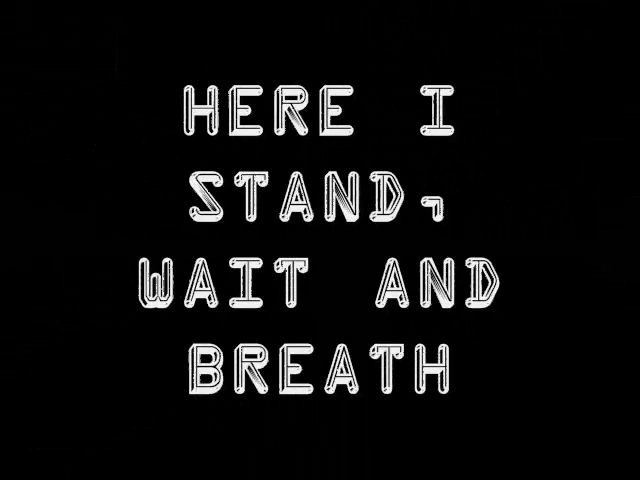 HERE I
STAND,
WAIT AND
BREATH